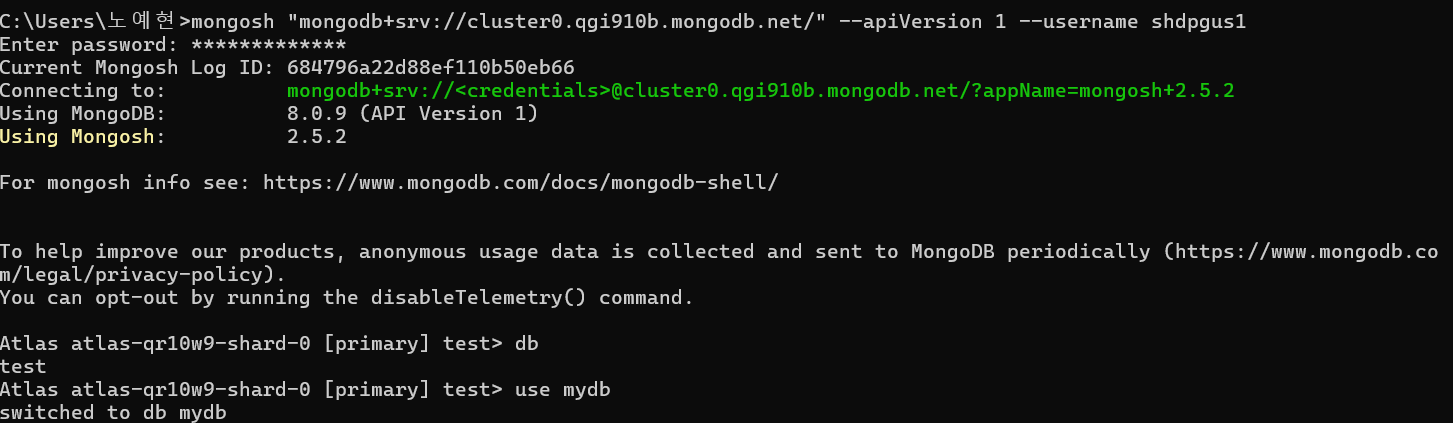 C:\Users\노예현>mongosh "mongodb+srv://cluster0.qgi910b.mongodb.net/" --apiVersion 1 --username shdpgus1
Enter password: *************
Current Mongosh Log ID: 684796a22d88ef110b50eb66
Connecting to:          mongodb+srv://<credentials>@cluster0.qgi910b.mongodb.net/?appName=mongosh+2.5.2
Using MongoDB:          8.0.9 (API Version 1)
Using Mongosh:          2.5.2
For mongosh info see: https://www.mongodb.com/docs/mongodb-shell/
To help improve our products, anonymous usage data is collected and sent to MongoDB periodically (https://www.mongodb.co
m/legal/privacy-policy).
You can opt-out by running the disableTelemetry() command.
Atlas atlas-qr10w9-shard-0 [primary] test> db
test
Atlas atlas-qr10w9-shard-0 [primary] test> use mydb
switched to db mydb